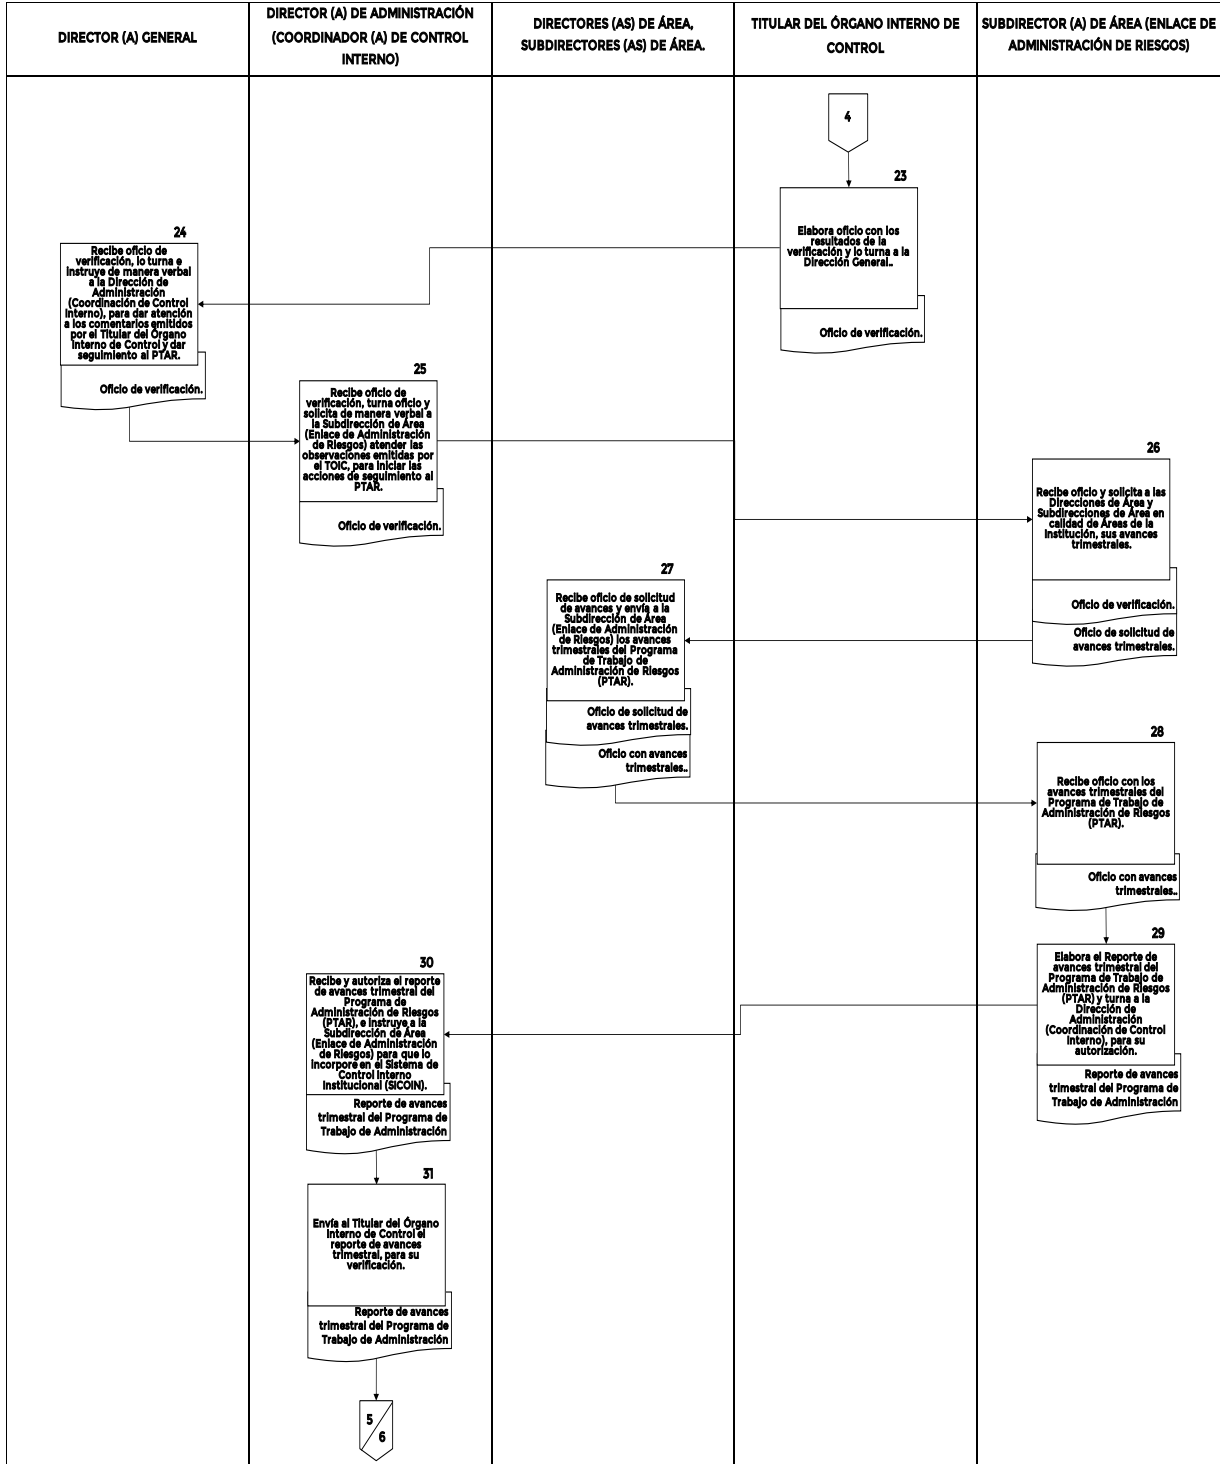 DIRECTOR (A) GENERAL
DIRECTOR (A) DE ADMINISTRACIÓN
(COORDINADOR (A) DE CONTROL
INTERNO)
DIRECTORES (AS) DE ÁREA,
SUBDIRECTORES (AS) DE ÁREA.
TITULAR DEL ÓRGANO INTERNO DE
CONTROL
SUBDIRECTOR (A) DE ÁREA (ENLACE DE
ADMINISTRACIÓN DE RIESGOS)
4
23
Elabora oficio con los
resultados de la
verificación y lo turna a la
Dirección General..
Oficio de verificación.
24
Recibe oficio de
verificación, lo turna e
instruye de manera verbal
a la Dirección de
Administración
(Coordinación de Control
Interno), para dar atención
a los comentarios emitidos
por el Titular del Órgano
Interno de Control y dar
seguimiento al PTAR.
Oficio de verificación.
25
Recibe oficio de
verificación, turna oficio y
solicita de manera verbal a
la Subdirección de Área
(Enlace de Administración
de Riesgos) atender las
observaciones emitidas por
el TOIC, para iniciar las
acciones de seguimiento al
PTAR.
Oficio de verificación.
26
Recibe oficio y solicita a las
Direcciones de Área y
Subdirecciones de Área en
calidad de Áreas de la
Institución, sus avances
trimestrales.
Oficio de verificación.
Oficio de solicitud de
avances trimestrales.
27
Recibe oficio de solicitud
de avances y envía a la
Subdirección de Área
(Enlace de Administración
de Riesgos) los avances
trimestrales del Programa
de Trabajo de
Administración de Riesgos
(PTAR).
Oficio de solicitud de
avances trimestrales.
Oficio con avances
trimestrales..
28
Recibe oficio con los
avances trimestrales del
Programa de Trabajo de
Administración de Riesgos
(PTAR).
Oficio con avances
trimestrales..
29
Elabora el Reporte de
avances trimestral del
Programa de Trabajo de
Administración de Riesgos
(PTAR) y turna a la
Dirección de
Administración
(Coordinación de Control
Interno), para su
autorización.
Reporte de avances
trimestral del Programa de
Trabajo de Administración
30
Recibe y autoriza el reporte
de avances trimestral del
Programa de
Administración de Riesgos
(PTAR), e instruye a la
Subdirección de Área
(Enlace de Administración
de Riesgos) para que lo
incorpore en el Sistema de
Control Interno
Institucional (SICOIN).
Reporte de avances
trimestral del Programa de
Trabajo de Administración
31
Envía al Titular del Órgano
Interno de Control el
reporte de avances
trimestral, para su
verificación.
Reporte de avances
trimestral del Programa de
Trabajo de Administración
5
6